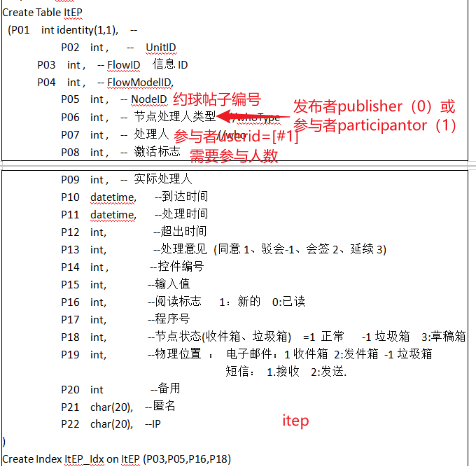 Create Table ItEP
(P01 int identity(1,1), --
P02 int , -- UnitID
P03 int , -- FlowID 信息ID
P04 int , -- FlowModelID,
P05 int , -- NodeID 约球帖子编号
P06 int , -- 节点处理人类型 //whoType 发布者publisher（0）或
参与者participantor（1）
P07 int , -- 处理人 //who 参与者userid=[#1]
P08 int , -- 激活标志 需要参与人数
P09 int , -- 实际处理人
P10 datetime, --到达时间
P11 datetime, --处理时间
P12 int, --超出时间
P13 int, --处理意见 (同意 1、驳会-1、会签 2、延续 3)
P14 int , --控件编号
P15 int, --输入值
P16 int, --阅读标志 1：新的 0:已读
P17 int, --程序号
P18 int, --节点状态(收件箱、垃圾箱) =1 正常 -1 垃圾箱 3:草稿箱
P19 int, --物理位置 ： 电子邮件：1 收件箱 2:发件箱 -1 垃圾箱
短信： 1.接收 2:发送.
P20 int --备用
P21 char(20), --匿名
P22 char(20), --IP
itep
)
Create Index ItEP_Idx on ItEP (P03,P05,P16,P18)